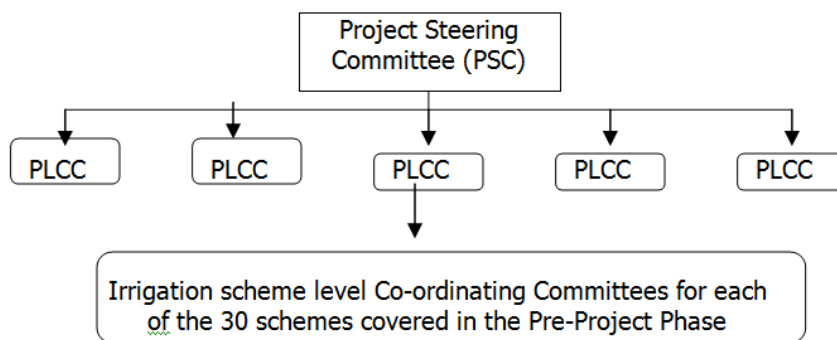 Project Steering
Committee (PSC)
PLCC
PLCC
PLCC
PLCC
PLCC
Irrigation scheme level Co-ordinating Committees for each
of the 30 schemes covered in the Pre-Project Phase